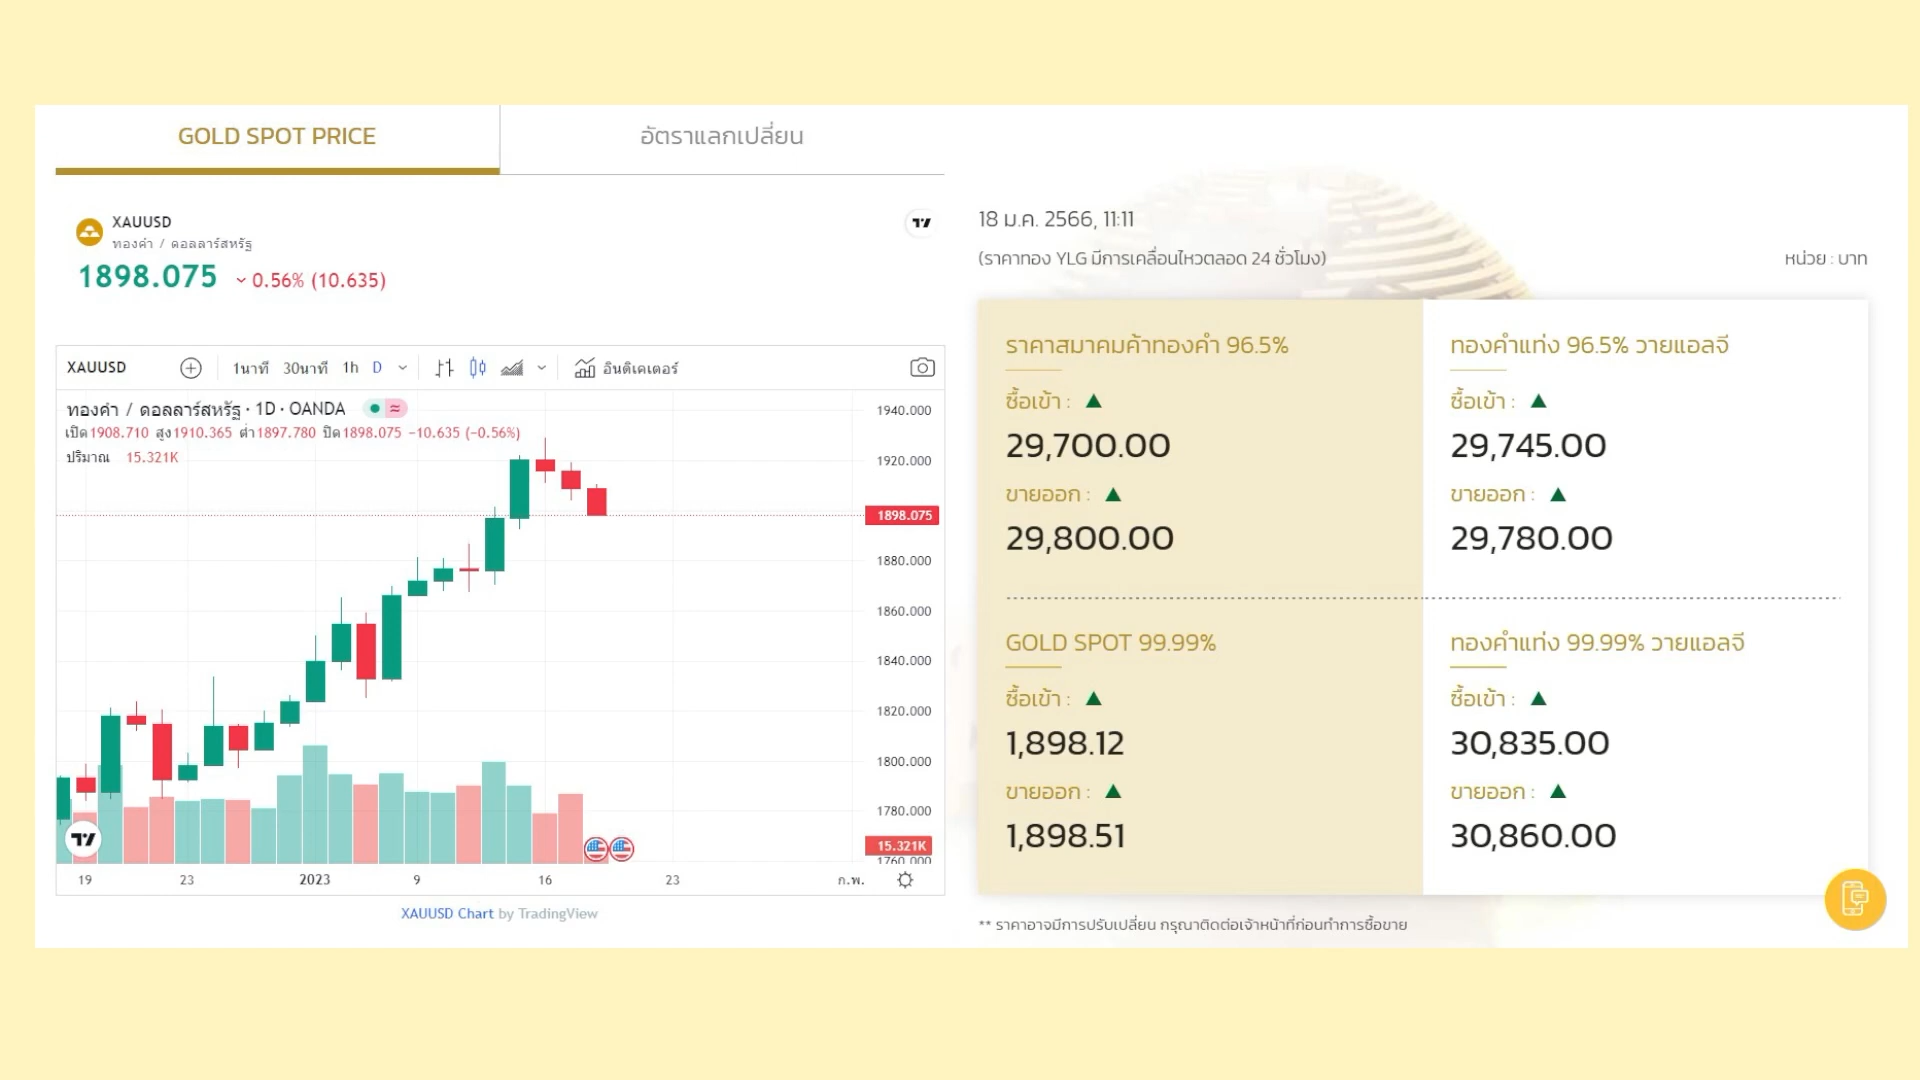 GOLD SPOT PRICE
อัตราแลกเปลี่ยน
XAUUSD
ทองคำ / ดอลลาร์สหรัฐ
1898.075 0.56% (10.635)
XAUUSD 1นาที 30นาที 1h D อินดิเคเตอร์
ทองคำ / ดอลลาร์สหรัฐ · 1D · OANDA
เปิด1908.710 สูง1910.365 ต่ำ1897.780 ปิด1898.075 −10.635 (−0.56%)
ปริมาณ 15.321K
1940.000
1920.000
1898.075
1880.000
1860.000
1840.000
1820.000
1800.000
1780.000
15.321K
1760.000
19 23 2023 9 16 23 ก.พ.
XAUUSD Chart by TradingView
18 ม.ค. 2566, 11:11
(ราคาทอง YLG มีการเคลื่อนไหวตลอด 24 ชั่วโมง)
หน่วย : บาท
ราคาสมาคมค้าทองคำ 96.5%
ซื้อเข้า :
29,700.00
ขายออก :
29,800.00
ทองคำแท่ง 96.5% วายแอลจี
ซื้อเข้า :
29,745.00
ขายออก :
29,780.00
GOLD SPOT 99.99%
ซื้อเข้า :
1,898.12
ขายออก :
1,898.51
ทองคำแท่ง 99.99% วายแอลจี
ซื้อเข้า :
30,835.00
ขายออก :
30,860.00
** ราคาอาจมีการปรับเปลี่ยน กรุณาติดต่อเจ้าหน้าที่ก่อนทำการซื้อขาย